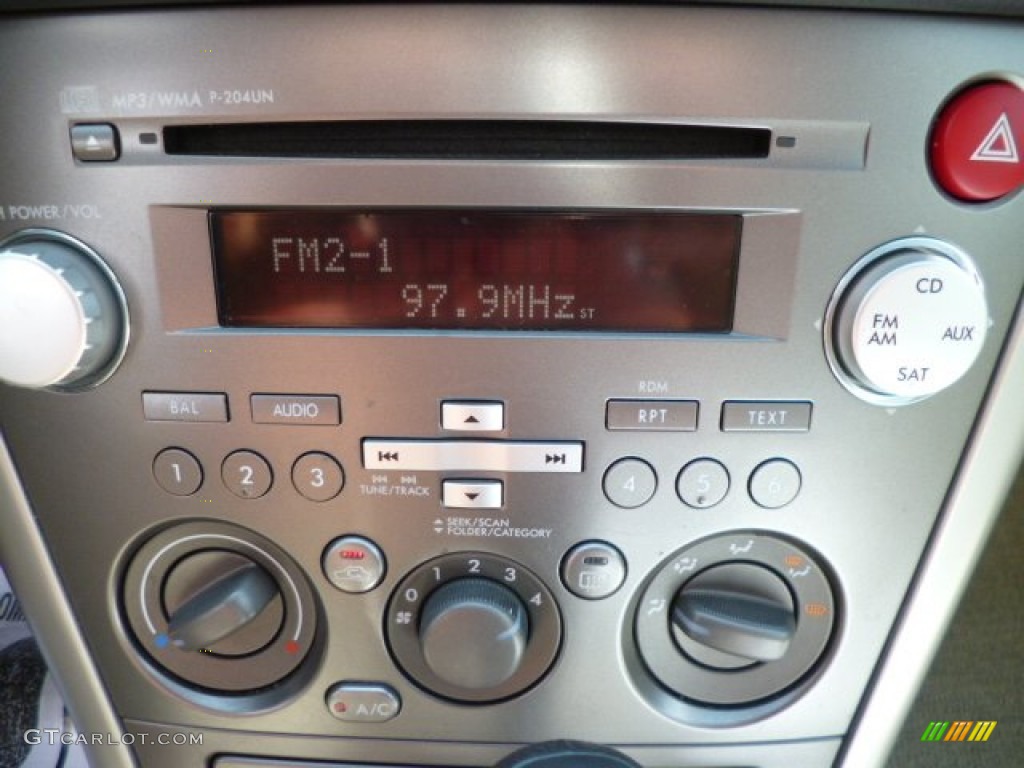 MP3/WMA P-204UN
POWER/VOL
FM2-1
97.9MHz ST
CD
FM
AM
AUX
SAT
BAL
AUDIO
RDM
RPT
TEXT
1
2
3
4
5
6
TUNE/TRACK
SEEK/SCAN
FOLDER/CATEGORY
0
1
2
3
4
A/C
GTCARLOT.COM